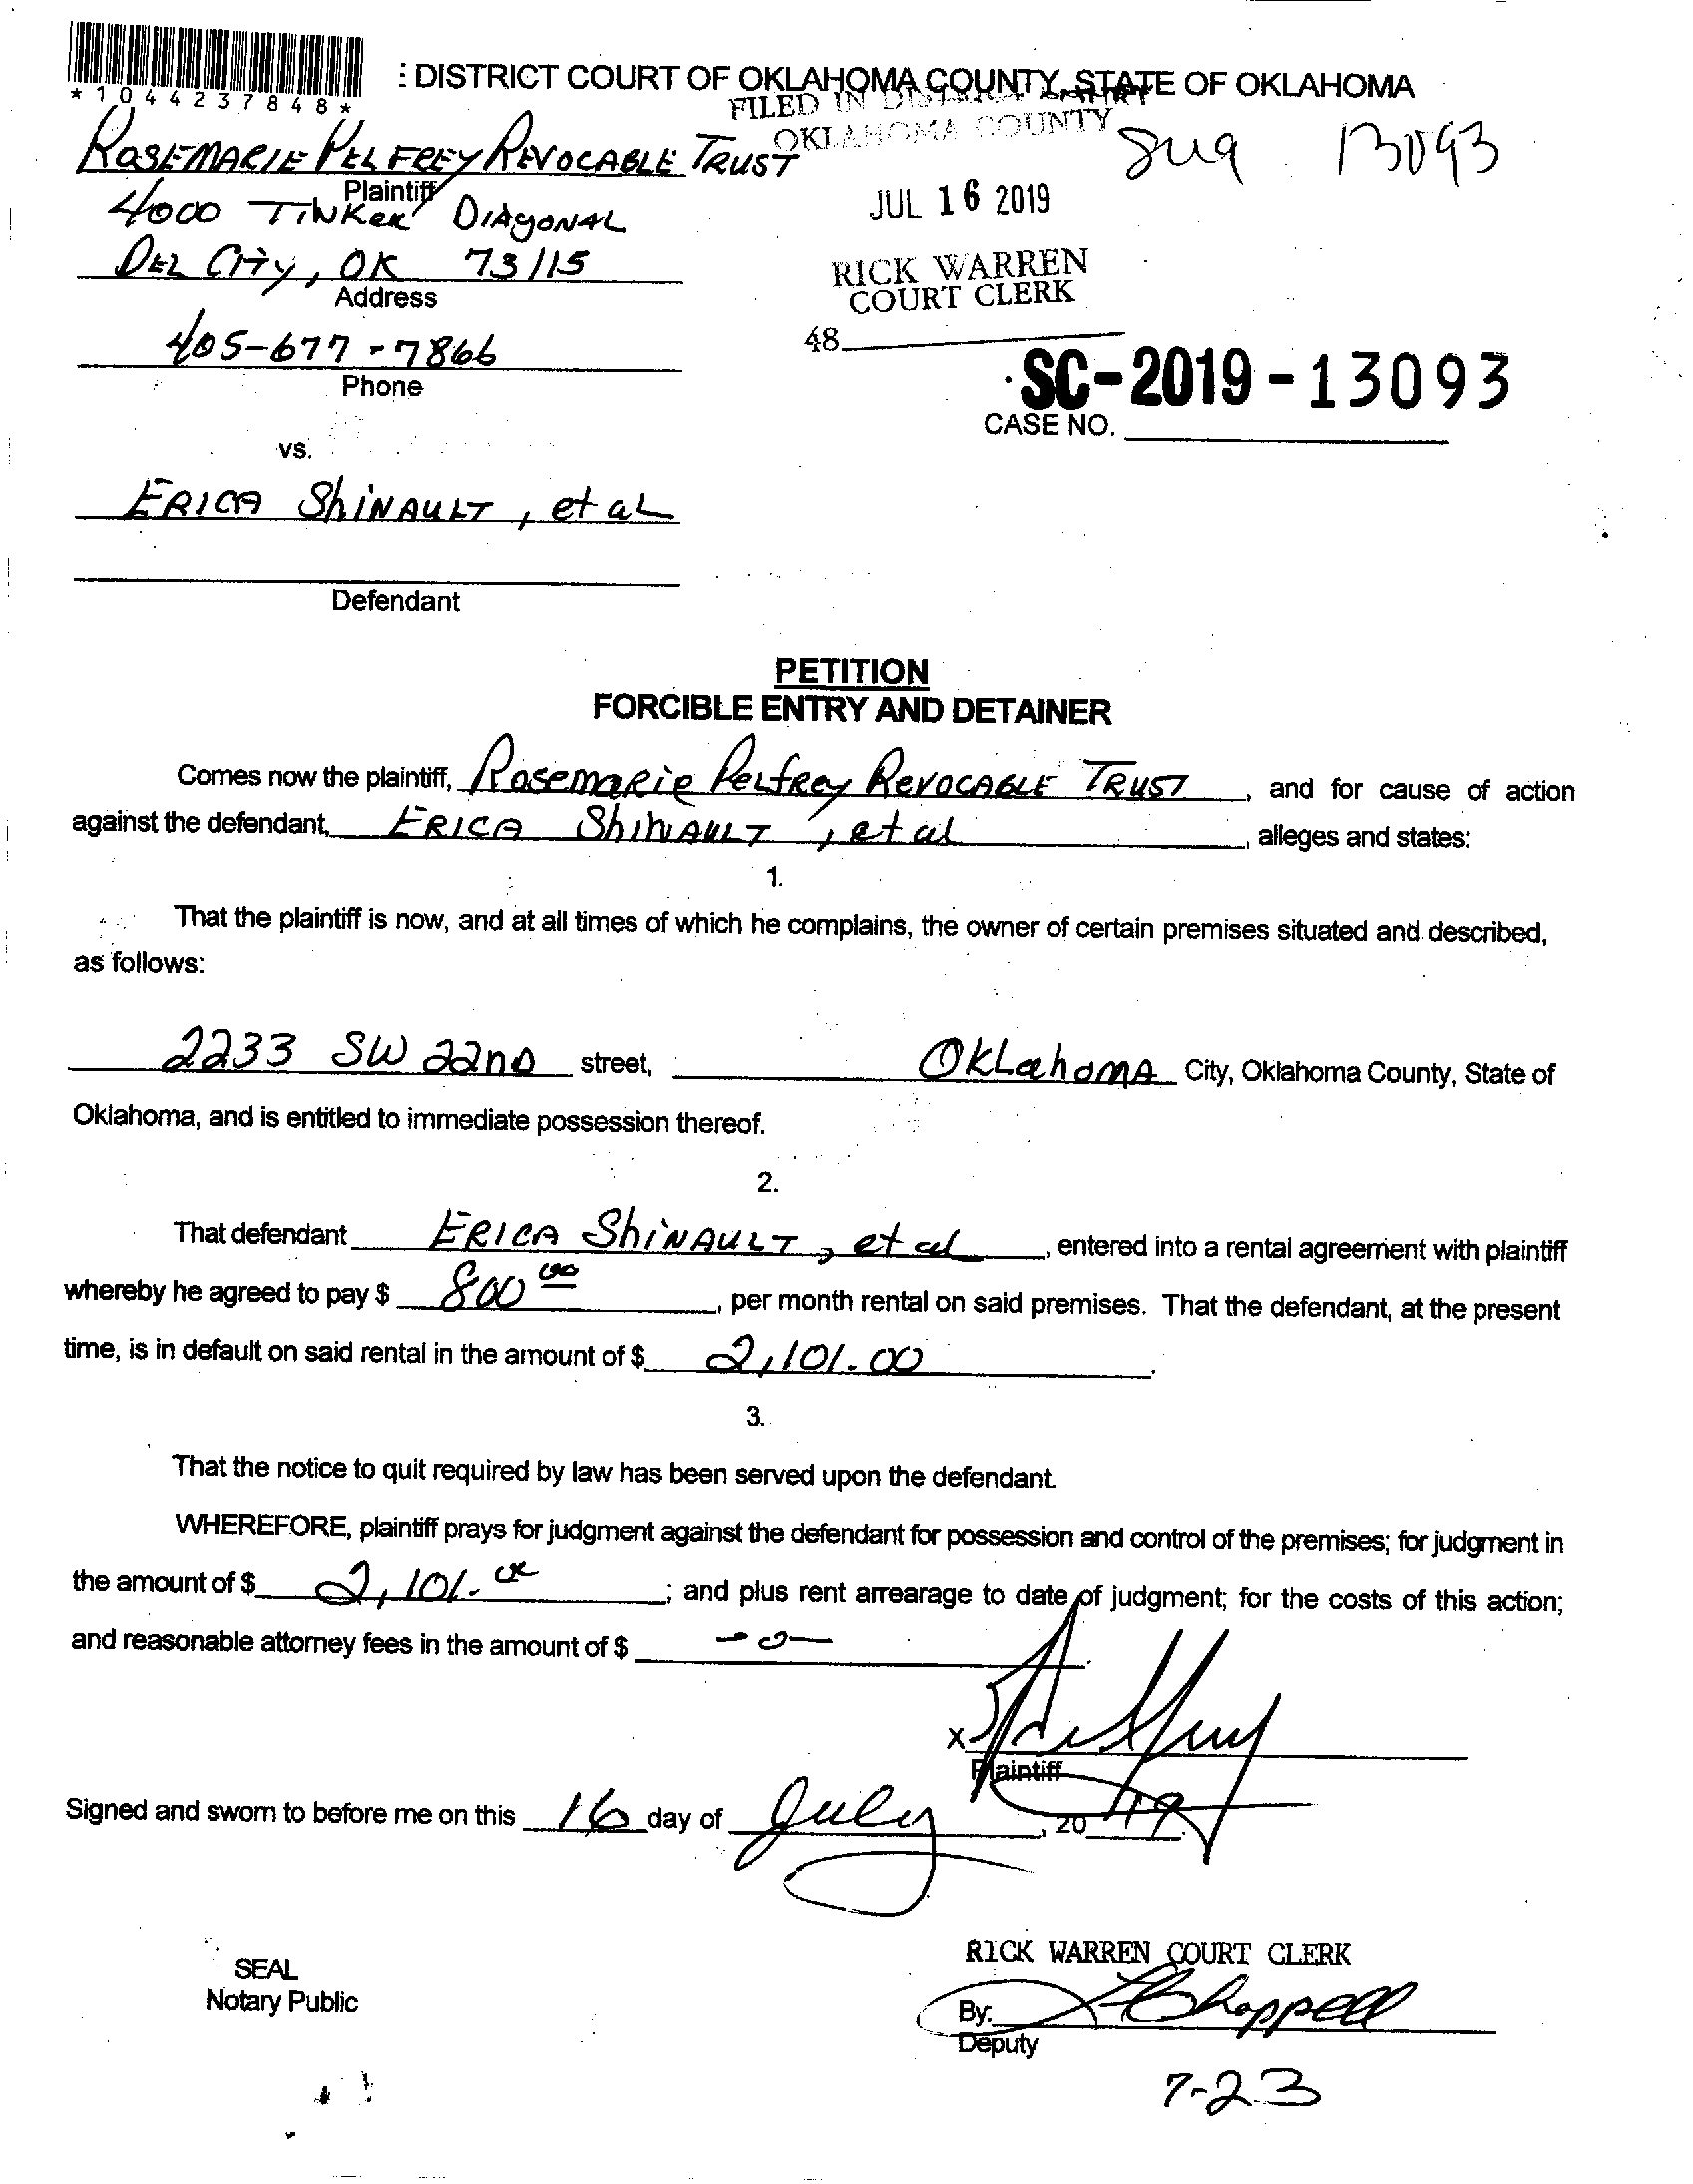 *1044237848*
: DISTRICT COURT OF OKLAHOMA COUNTY, STATE OF OKLAHOMA
FILED IN DISTRICT COURT
OKLAHOMA COUNTY
13093
ROSEMARIE PELFREY REVOCABLE TRUST
Plaintiff
4000 TINKER DIAGONAL
JUL 16 2019
DEL CITY, OK 73115
Address
RICK WARREN
COURT CLERK
405-677-7866
Phone
48
SC-2019-13093
CASE NO.
vs.
ERICA SHINAULT, et al
Defendant
PETITION
FORCIBLE ENTRY AND DETAINER
Comes now the plaintiff, Rosemarie Pelfrey Revocable Trust, and for cause of action
against the defendant, ERICA ShinAULT, et al, alleges and states:
1.
That the plaintiff is now, and at all times of which he complains, the owner of certain premises situated and described,
as follows:
2233 SW 22nd street, Oklahoma City, Oklahoma County, State of
Oklahoma, and is entitled to immediate possession thereof.
2.
That defendant ERICA ShinAULT, et al, entered into a rental agreement with plaintiff
whereby he agreed to pay $ 800 00, per month rental on said premises. That the defendant, at the present
time, is in default on said rental in the amount of $ 2,101.00.
3.
That the notice to quit required by law has been served upon the defendant.
WHEREFORE, plaintiff prays for judgment against the defendant for possession and control of the premises; for judgment in
the amount of $ 2,101.00; and plus rent arrearage to date of judgment; for the costs of this action;
and reasonable attorney fees in the amount of $ -0-.
X
Plaintiff
Signed and sworn to before me on this 16 day of July, 2019.
SEAL
Notary Public
RICK WARREN COURT CLERK
By: Chappell
Deputy
7-23